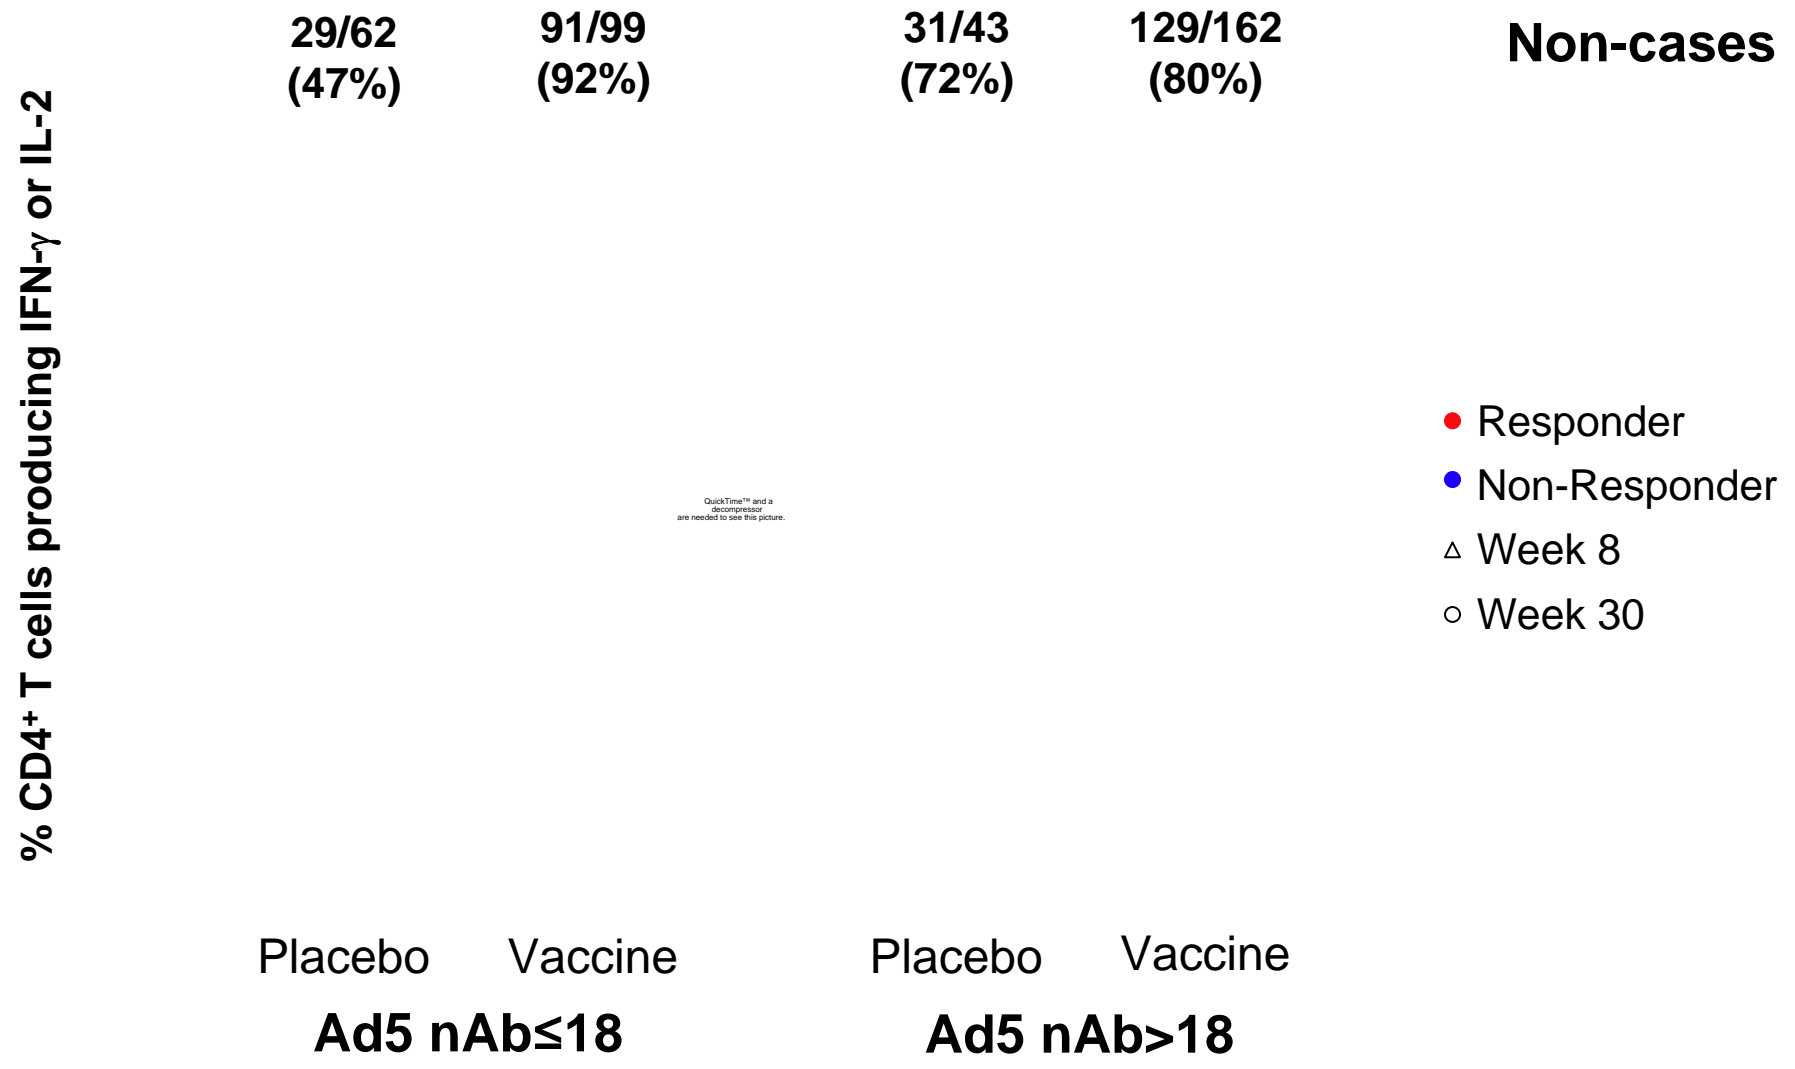 29/62
(47%)
91/99
(92%)
31/43
(72%)
129/162
(80%)
Non-cases
% CD4⁺ T cells producing IFN-γ or IL-2
QuickTime™ and a
decompressor
are needed to see this picture.
Responder
Non-Responder
Week 8
Week 30
Placebo
Vaccine
Placebo
Vaccine
Ad5 nAb≤18
Ad5 nAb>18